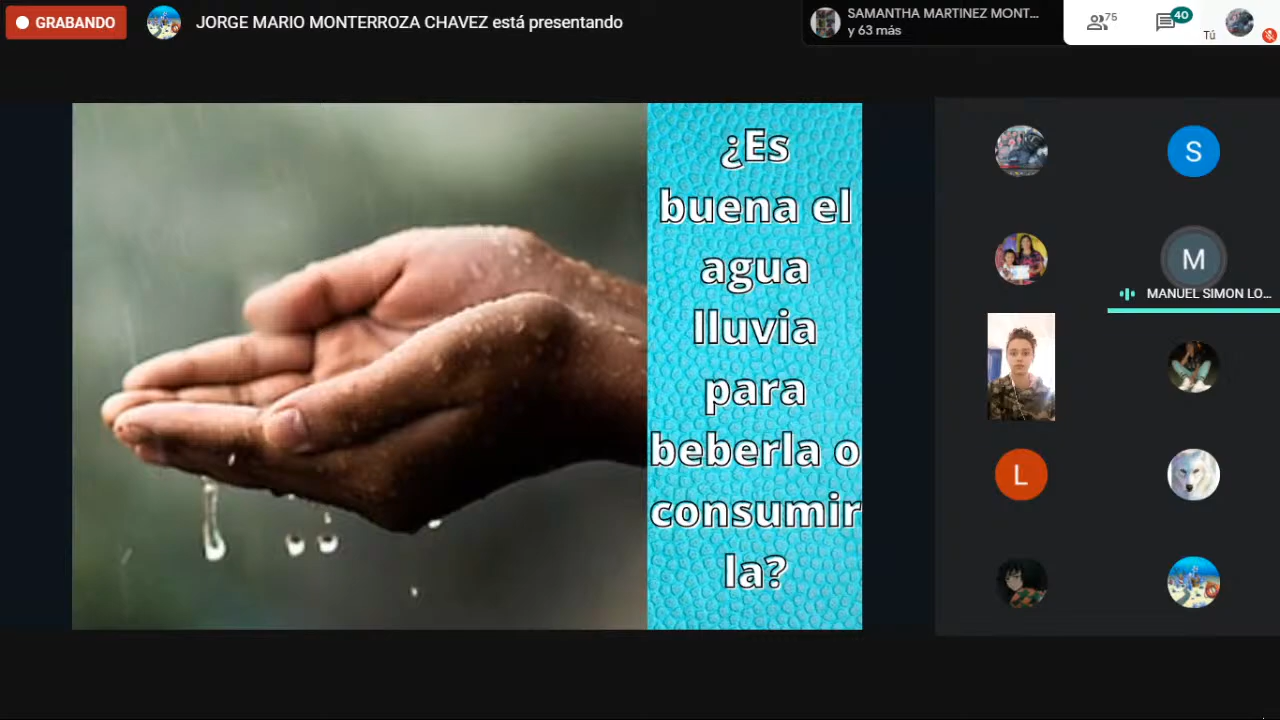 GRABANDO
JORGE MARIO MONTERROZA CHAVEZ está presentando
SAMANTHA MARTINEZ MONT...
y 63 más
75
40
Tú
¿Es
buena el
agua
lluvia
para
beberla o
consumir
la?
S
M
MANUEL SIMON LO...
L